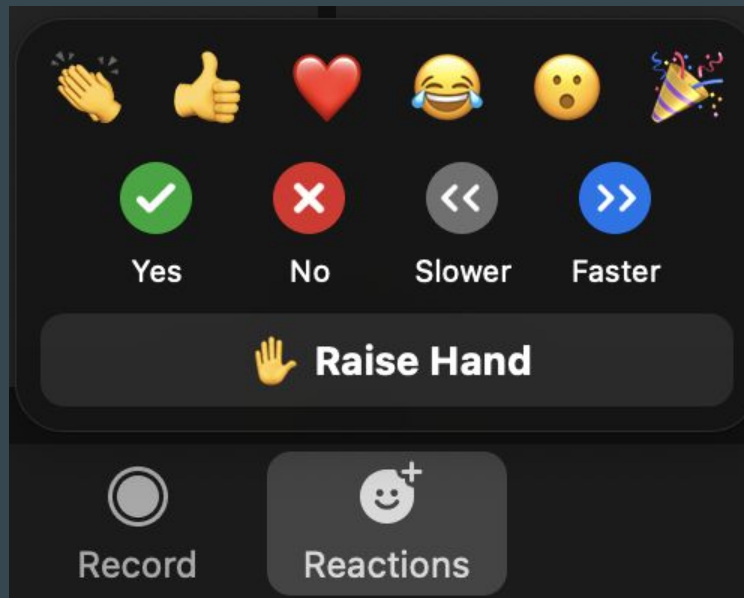 Yes No Slower Faster
Raise Hand
Record Reactions